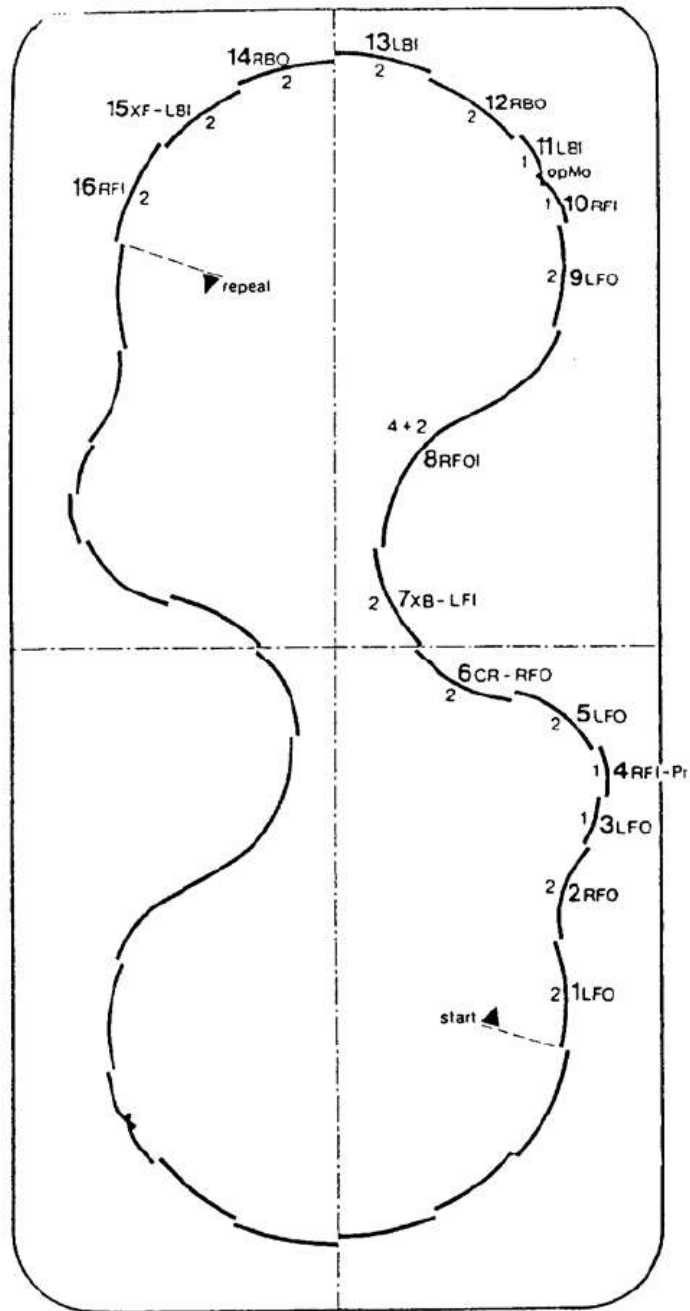 13LBI
14RBO
2
2
12RBO
2
15XF-LBI
2
11LBI
1
opMo
16RFI
2
1
10RFI
2
9LFO
repeal
4+2
8RFOI
2
7XB-LFI
6CR-RFO
2
5LFO
2
1
4RFI-Pr
1
3LFO
2
2RFO
2
1LFO
start